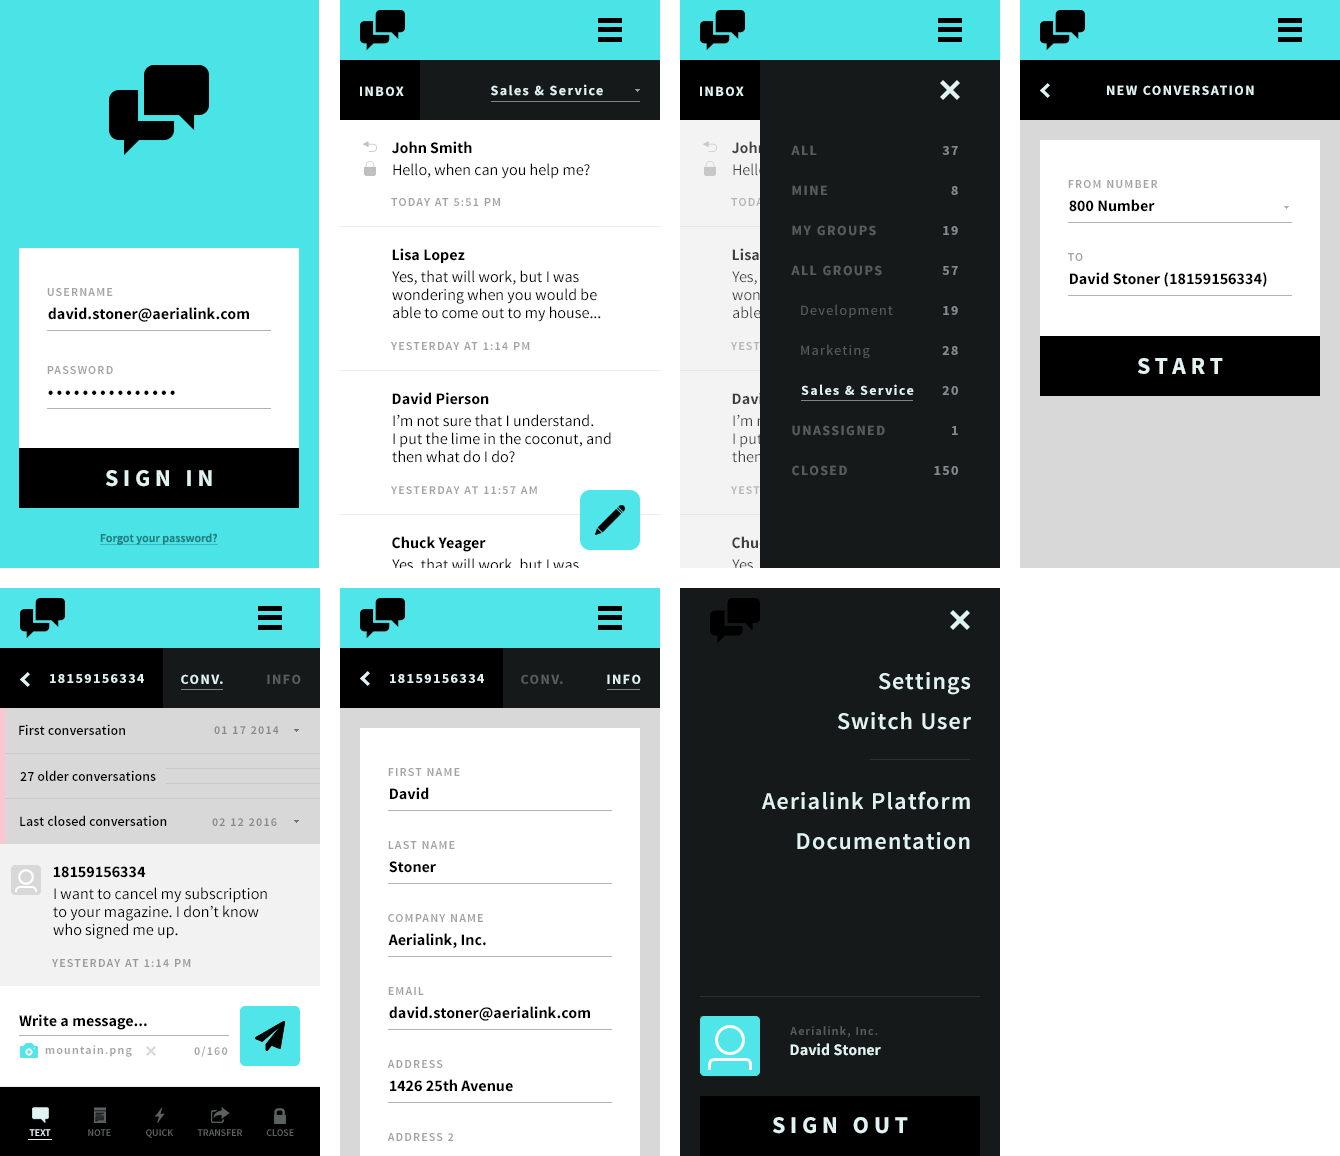 USERNAME
david.stoner@aerialink.com
PASSWORD
•••••••••••••••
SIGN IN
Forgot your password?
INBOX
Sales & Service
John Smith
Hello, when can you help me?
TODAY AT 5:51 PM
Lisa Lopez
Yes, that will work, but I was
wondering when you would be
able to come out to my house...
YESTERDAY AT 1:14 PM
David Pierson
I’m not sure that I understand.
I put the lime in the coconut, and
then what do I do?
YESTERDAY AT 11:57 AM
Chuck Yeager
Yes, that will work, but I was
INBOX
John
Hell
TODA
Lisa
Yes,
won
able
YEST
Davi
I’m n
I put
then
YEST
Chu
Yes,
ALL 37
MINE 8
MY GROUPS 19
ALL GROUPS 57
Development 19
Marketing 28
Sales & Service 20
UNASSIGNED 1
CLOSED 150
NEW CONVERSATION
FROM NUMBER
800 Number
TO
David Stoner (18159156334)
START
18159156334 CONV. INFO
First conversation 01 17 2014
27 older conversations
Last closed conversation 02 12 2016
18159156334
I want to cancel my subscription
to your magazine. I don’t know
who signed me up.
YESTERDAY AT 1:14 PM
Write a message...
mountain.png 0/160
TEXT NOTE QUICK TRANSFER CLOSE
18159156334 CONV. INFO
FIRST NAME
David
LAST NAME
Stoner
COMPANY NAME
Aerialink, Inc.
EMAIL
david.stoner@aerialink.com
ADDRESS
1426 25th Avenue
ADDRESS 2
Settings
Switch User
Aerialink Platform
Documentation
Aerialink, Inc.
David Stoner
SIGN OUT